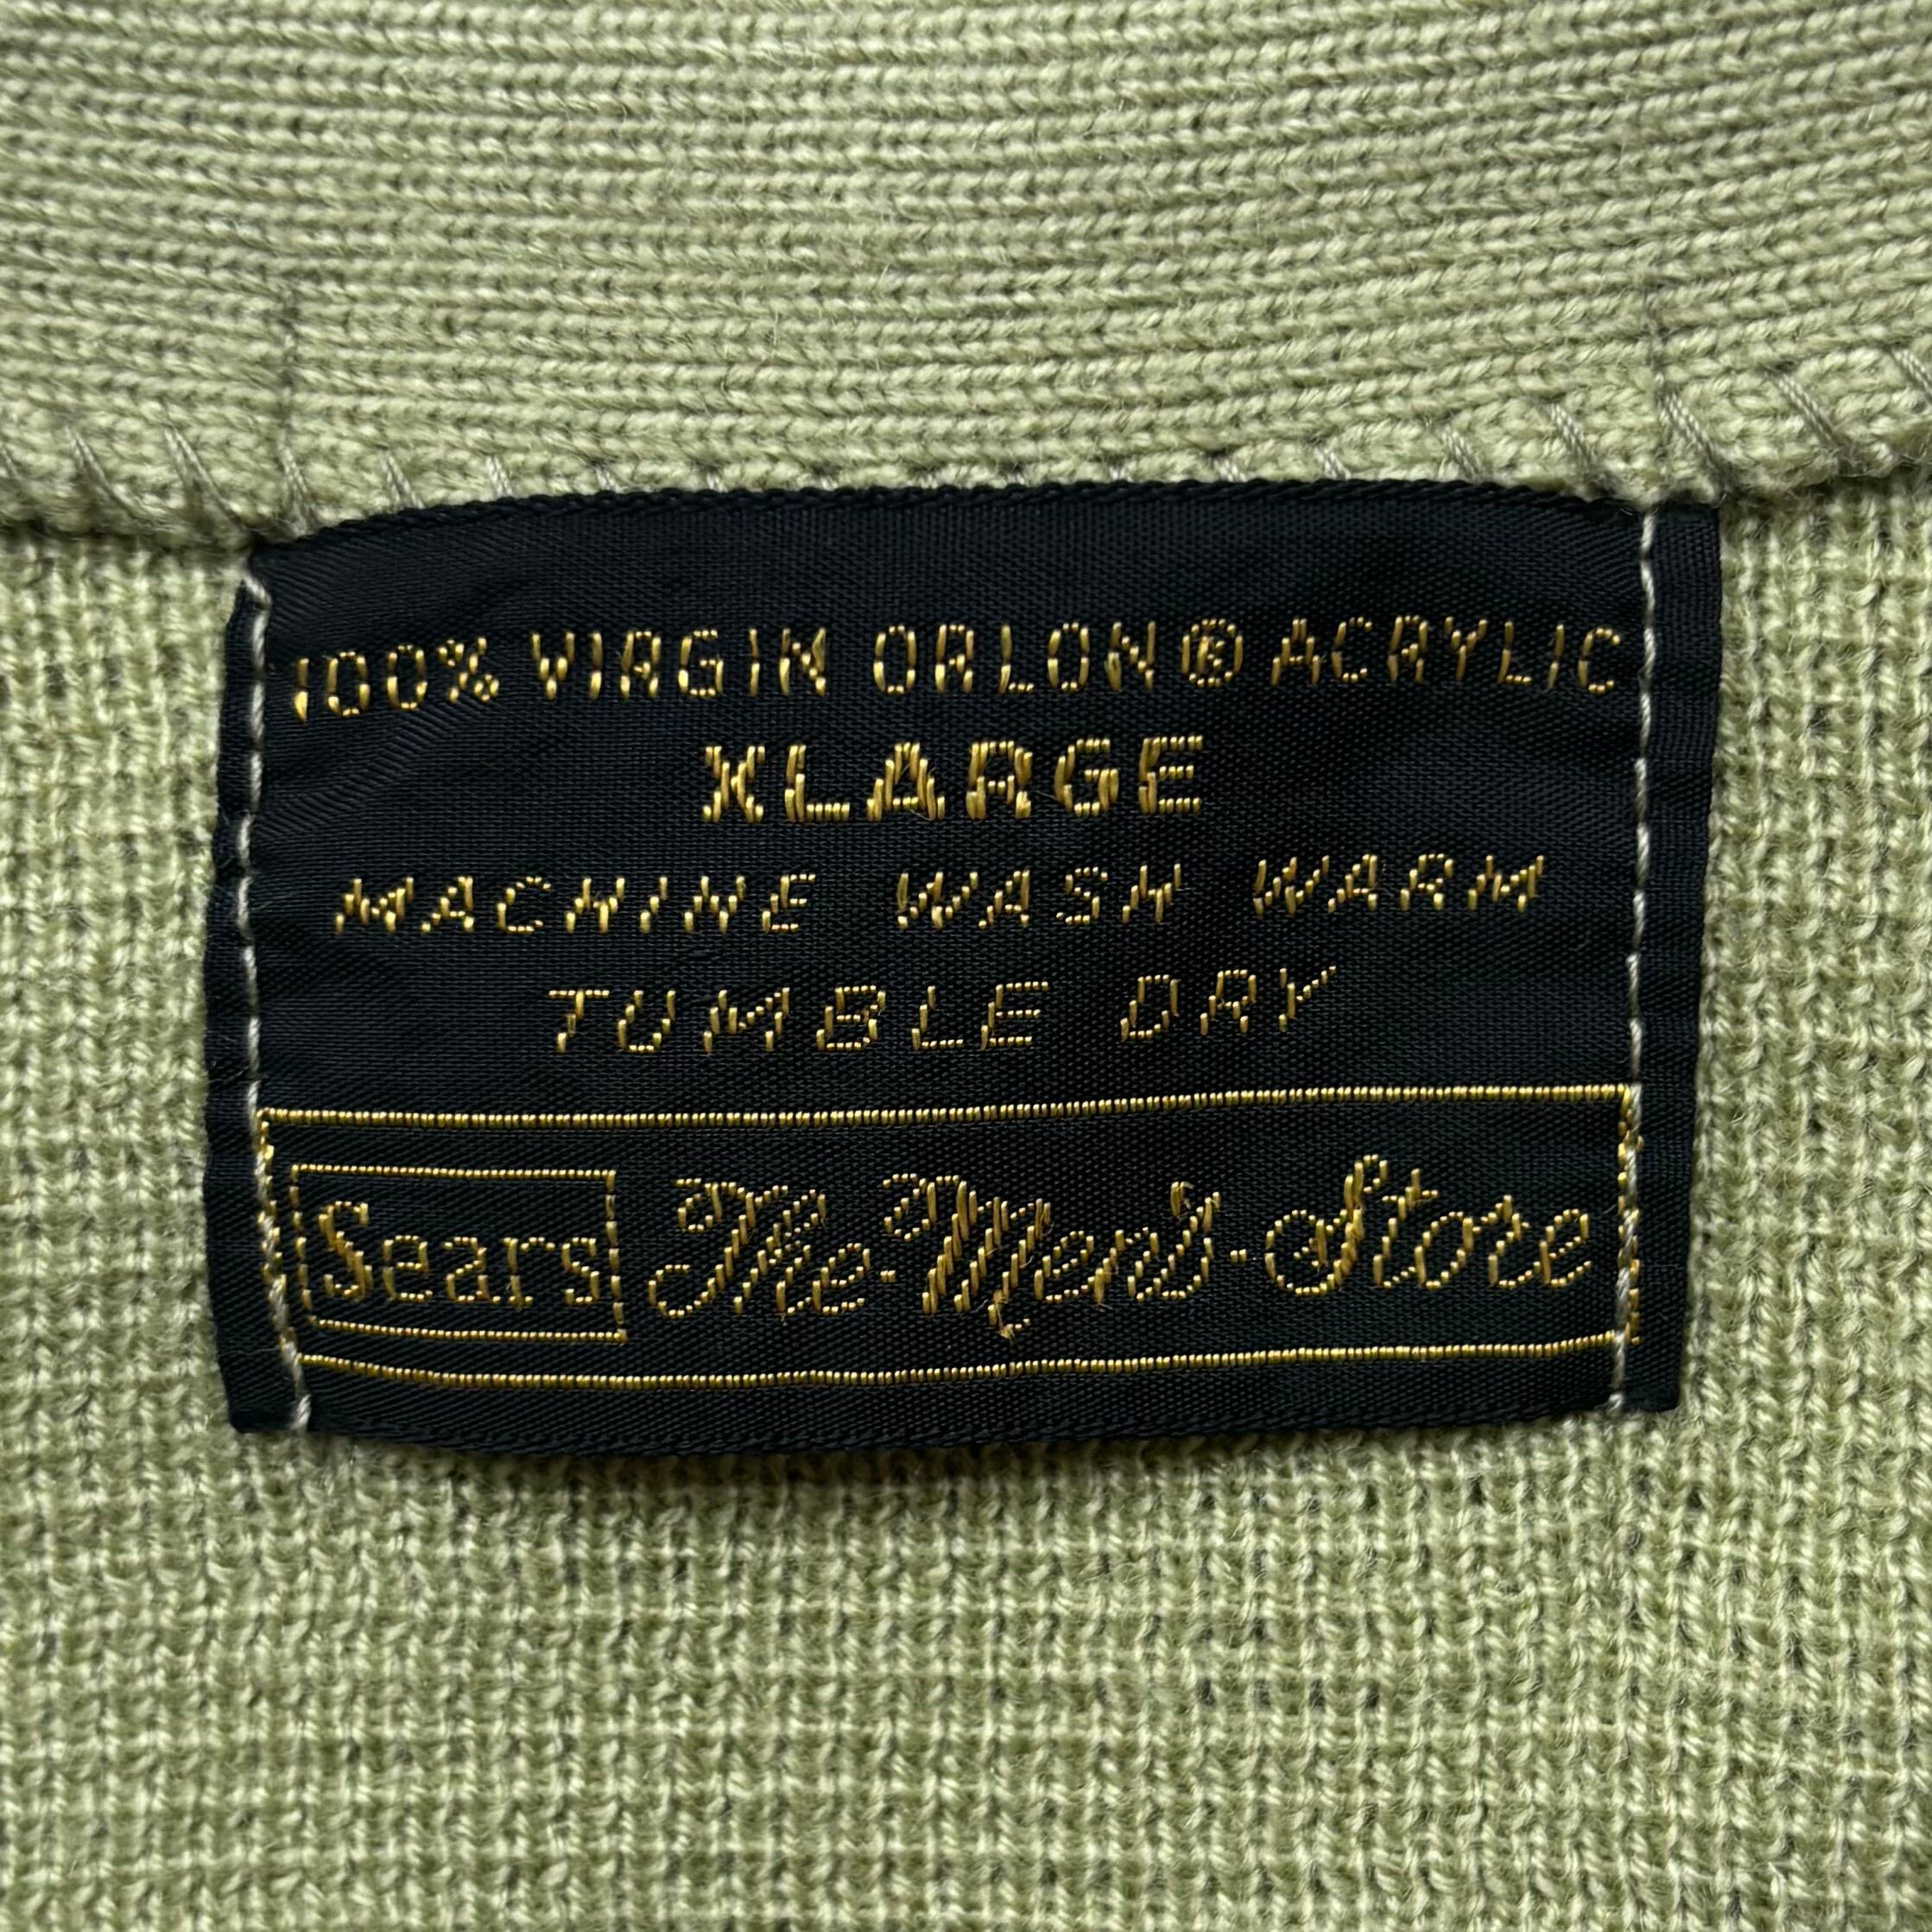 100% VIRGIN ORLON® ACRYLIC
XLARGE
MACHINE WASH WARM
TUMBLE DRY
Sears The-Men's-Store